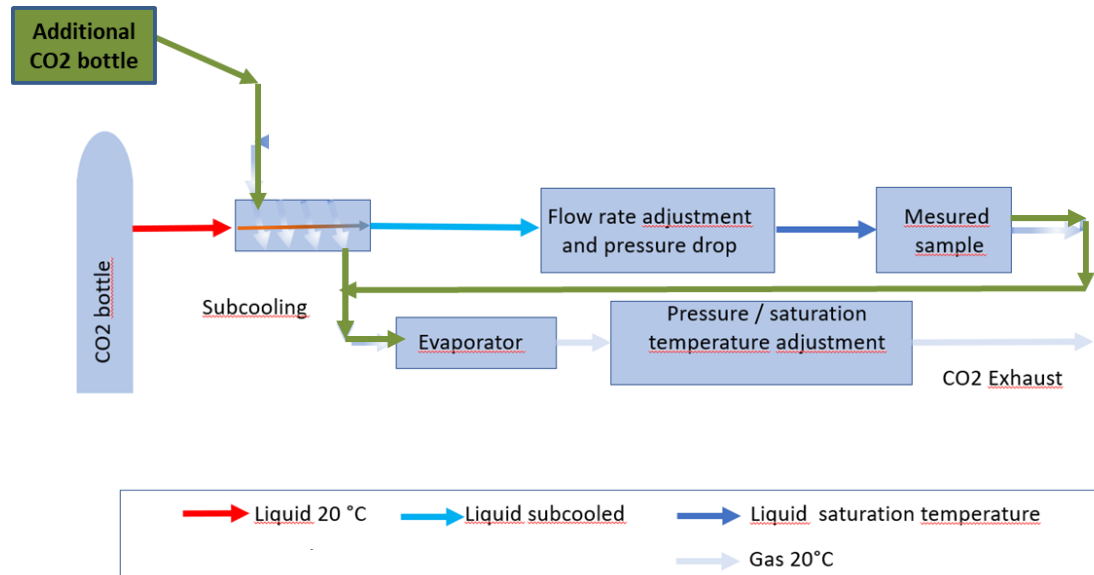 Additional
CO2 bottle
CO2 bottle
Subcooling
Flow rate adjustment
and pressure drop
Mesured
sample
Evaporator
Pressure / saturation
temperature adjustment
CO2 Exhaust
Liquid 20 °C
Liquid subcooled
Liquid saturation temperature
Gas 20°C